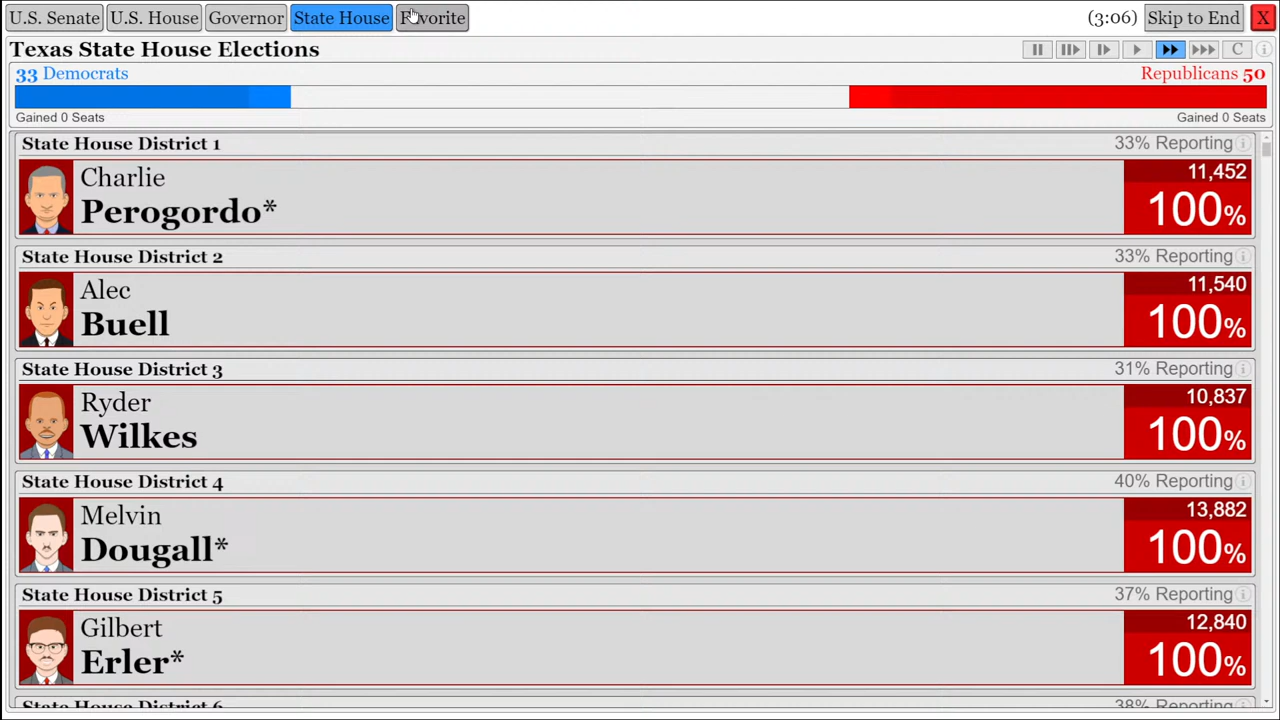 U.S. Senate U.S. House Governor State House Favorite (3:06) Skip to End X
Texas State House Elections C
33 Democrats Republicans 50
Gained 0 Seats Gained 0 Seats
State House District 1 33% Reporting
Charlie 11,452
Perogordo* 100%
State House District 2 33% Reporting
Alec 11,540
Buell 100%
State House District 3 31% Reporting
Ryder 10,837
Wilkes 100%
State House District 4 40% Reporting
Melvin 13,882
Dougall* 100%
State House District 5 37% Reporting
Gilbert 12,840
Erler* 100%
State House District 6 38% Reporting